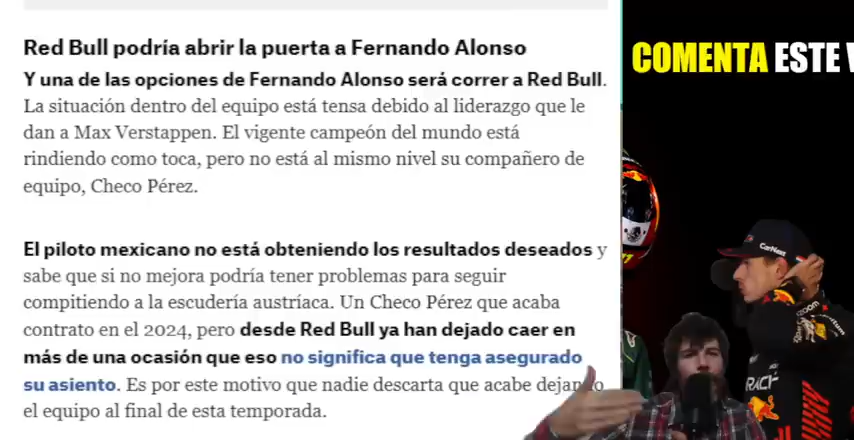 Red Bull podría abrir la puerta a Fernando Alonso
Y una de las opciones de Fernando Alonso será correr a Red Bull.
La situación dentro del equipo está tensa debido al liderazgo que le
dan a Max Verstappen. El vigente campeón del mundo está
rindiendo como toca, pero no está al mismo nivel su compañero de
equipo, Checo Pérez.
El piloto mexicano no está obteniendo los resultados deseados y
sabe que si no mejora podría tener problemas para seguir
compitiendo a la escudería austríaca. Un Checo Pérez que acaba
contrato en el 2024, pero desde Red Bull ya han dejado caer en
más de una ocasión que eso no significa que tenga asegurado
su asiento. Es por este motivo que nadie descarta que acabe
el equipo al final de esta temporada.
COMENTA ESTE V
CarNext
Red Bull